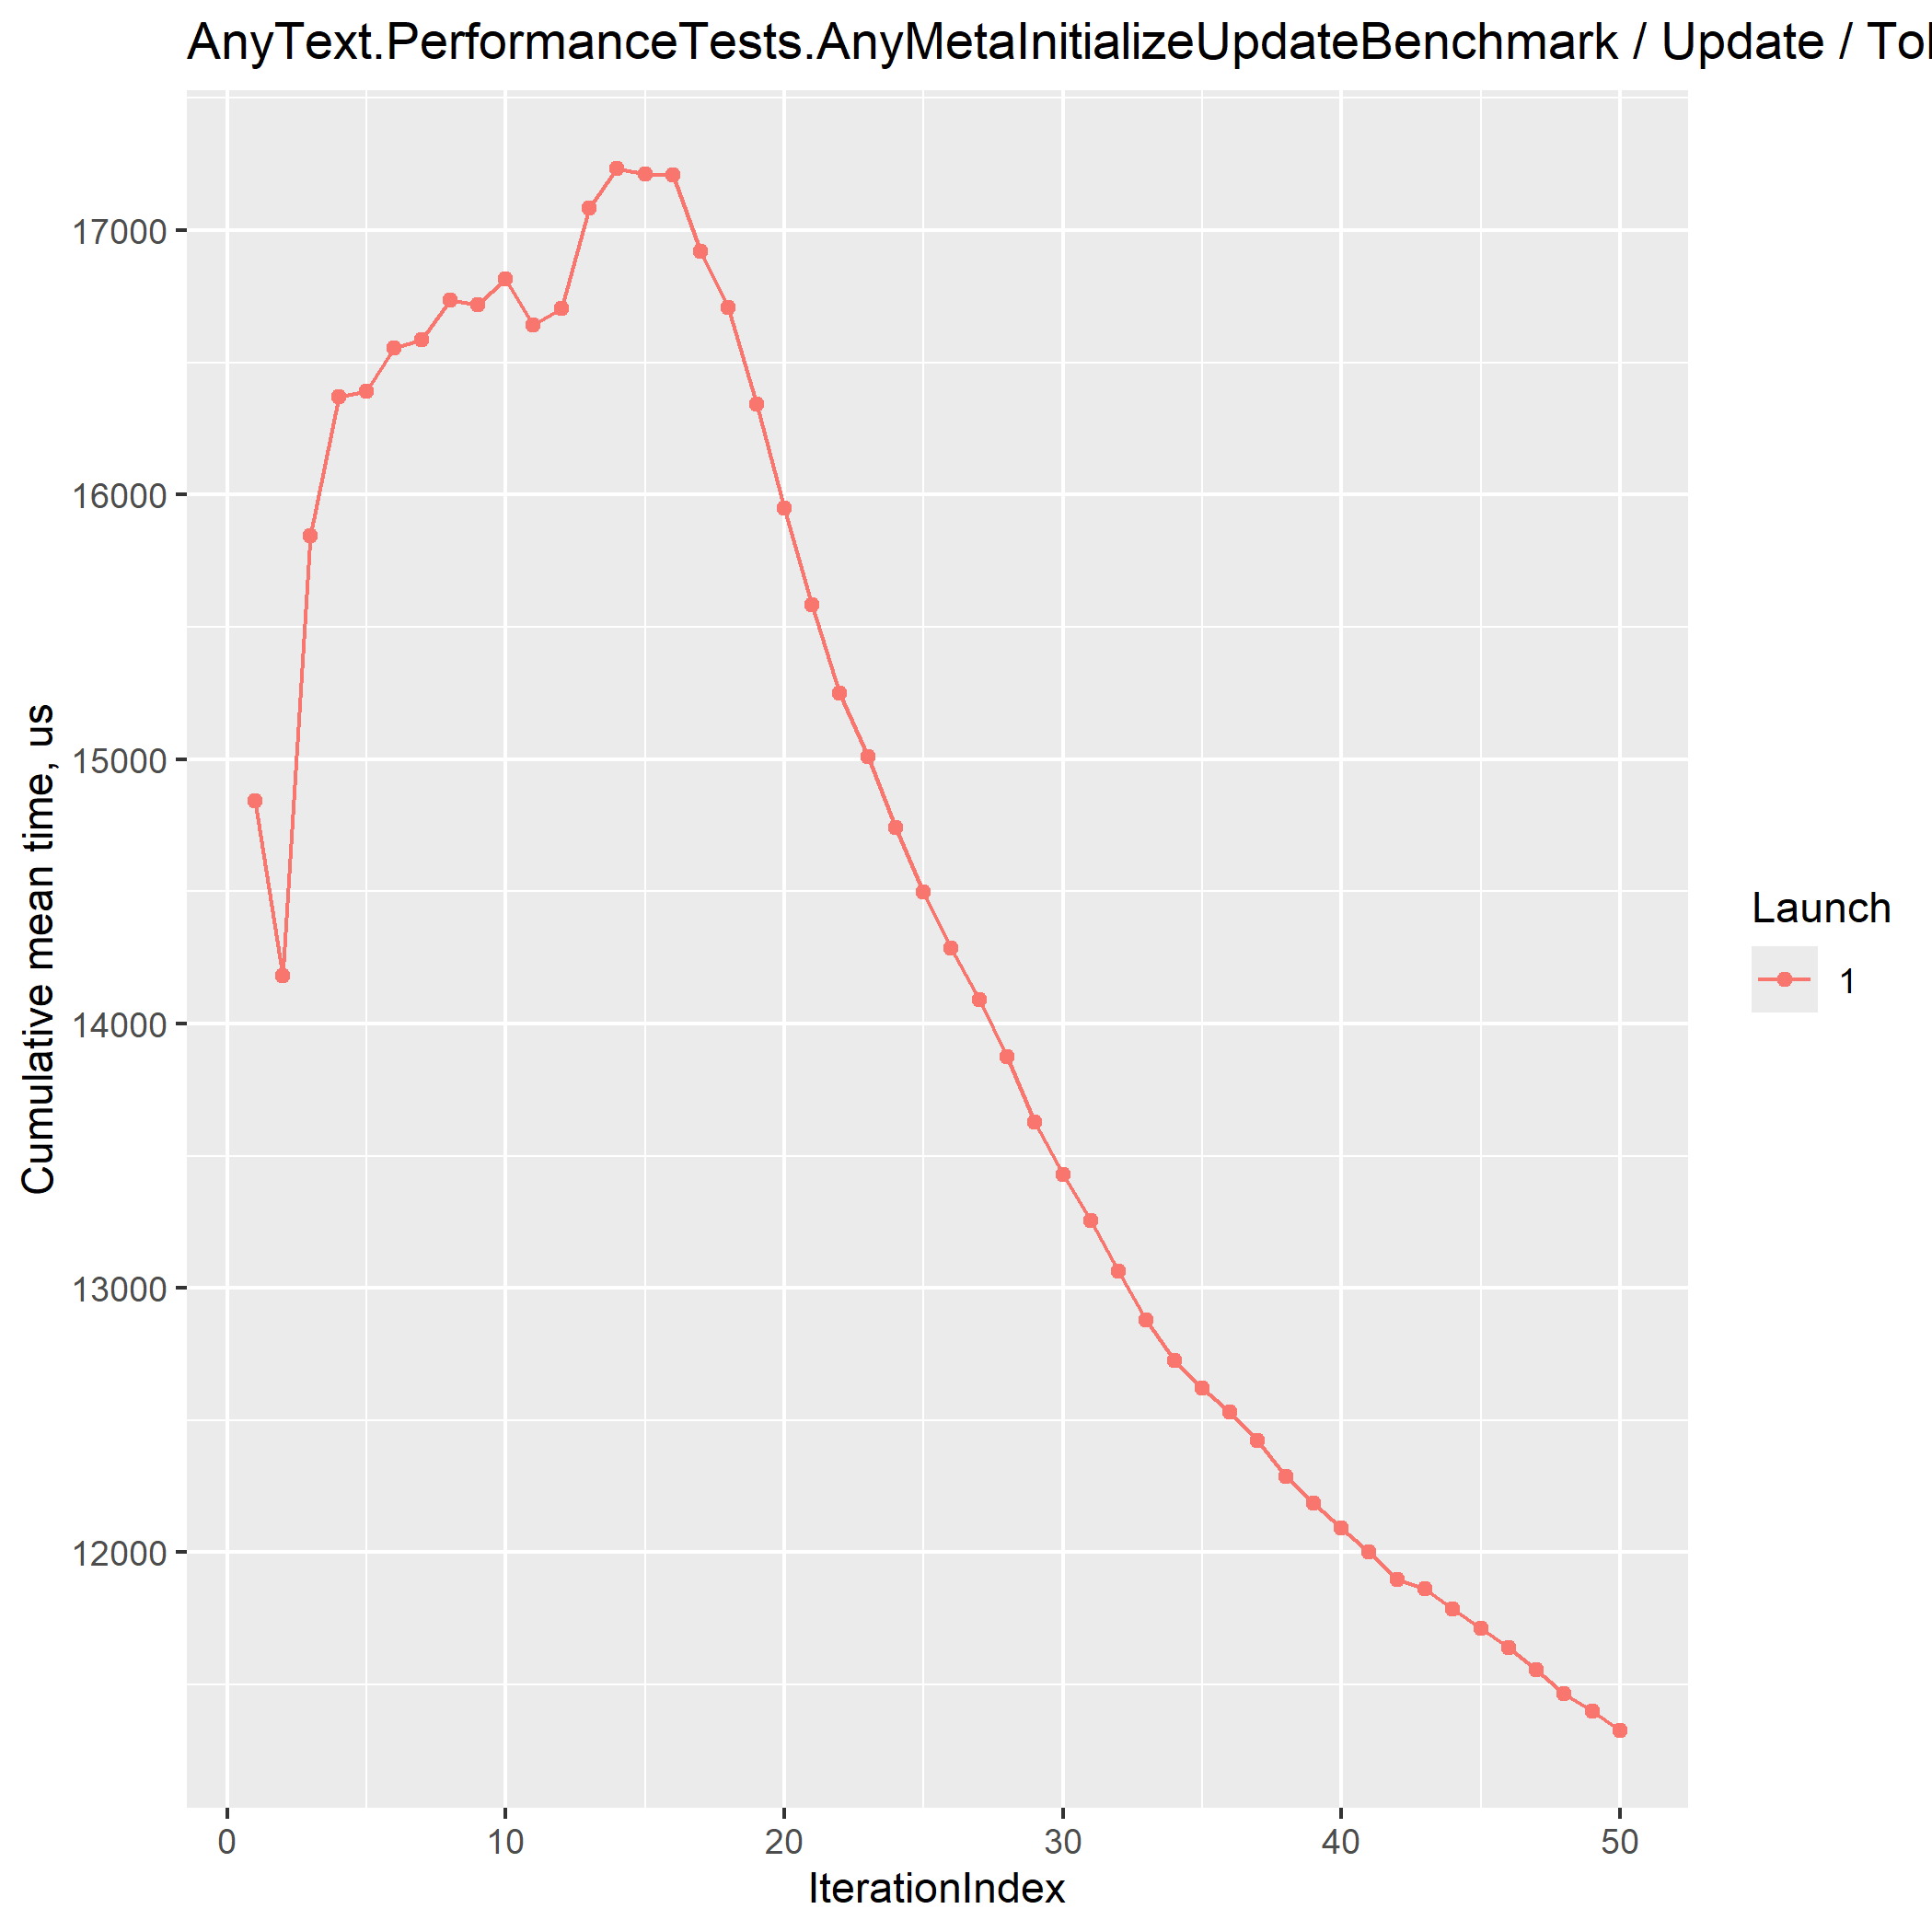 AnyText.PerformanceTests.AnyMetaInitializeUpdateBenchmark / Update /
Cumulative mean time, us
17000
16000
15000
14000
13000
12000
0 10 20 30 40 50
IterationIndex
Launch
1